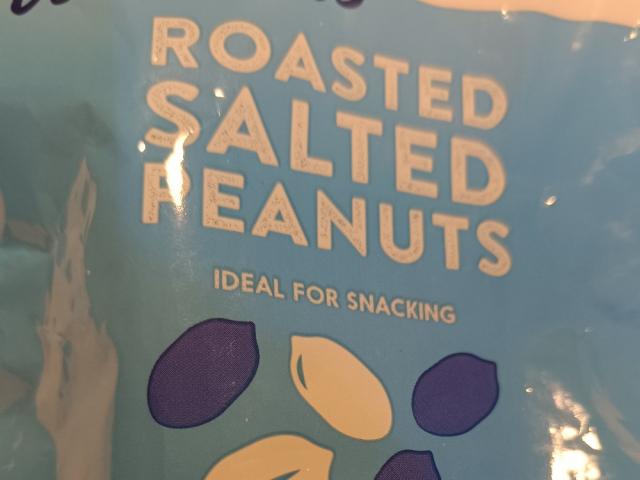 ROASTED
SALTED
PEANUTS
IDEAL FOR SNACKING